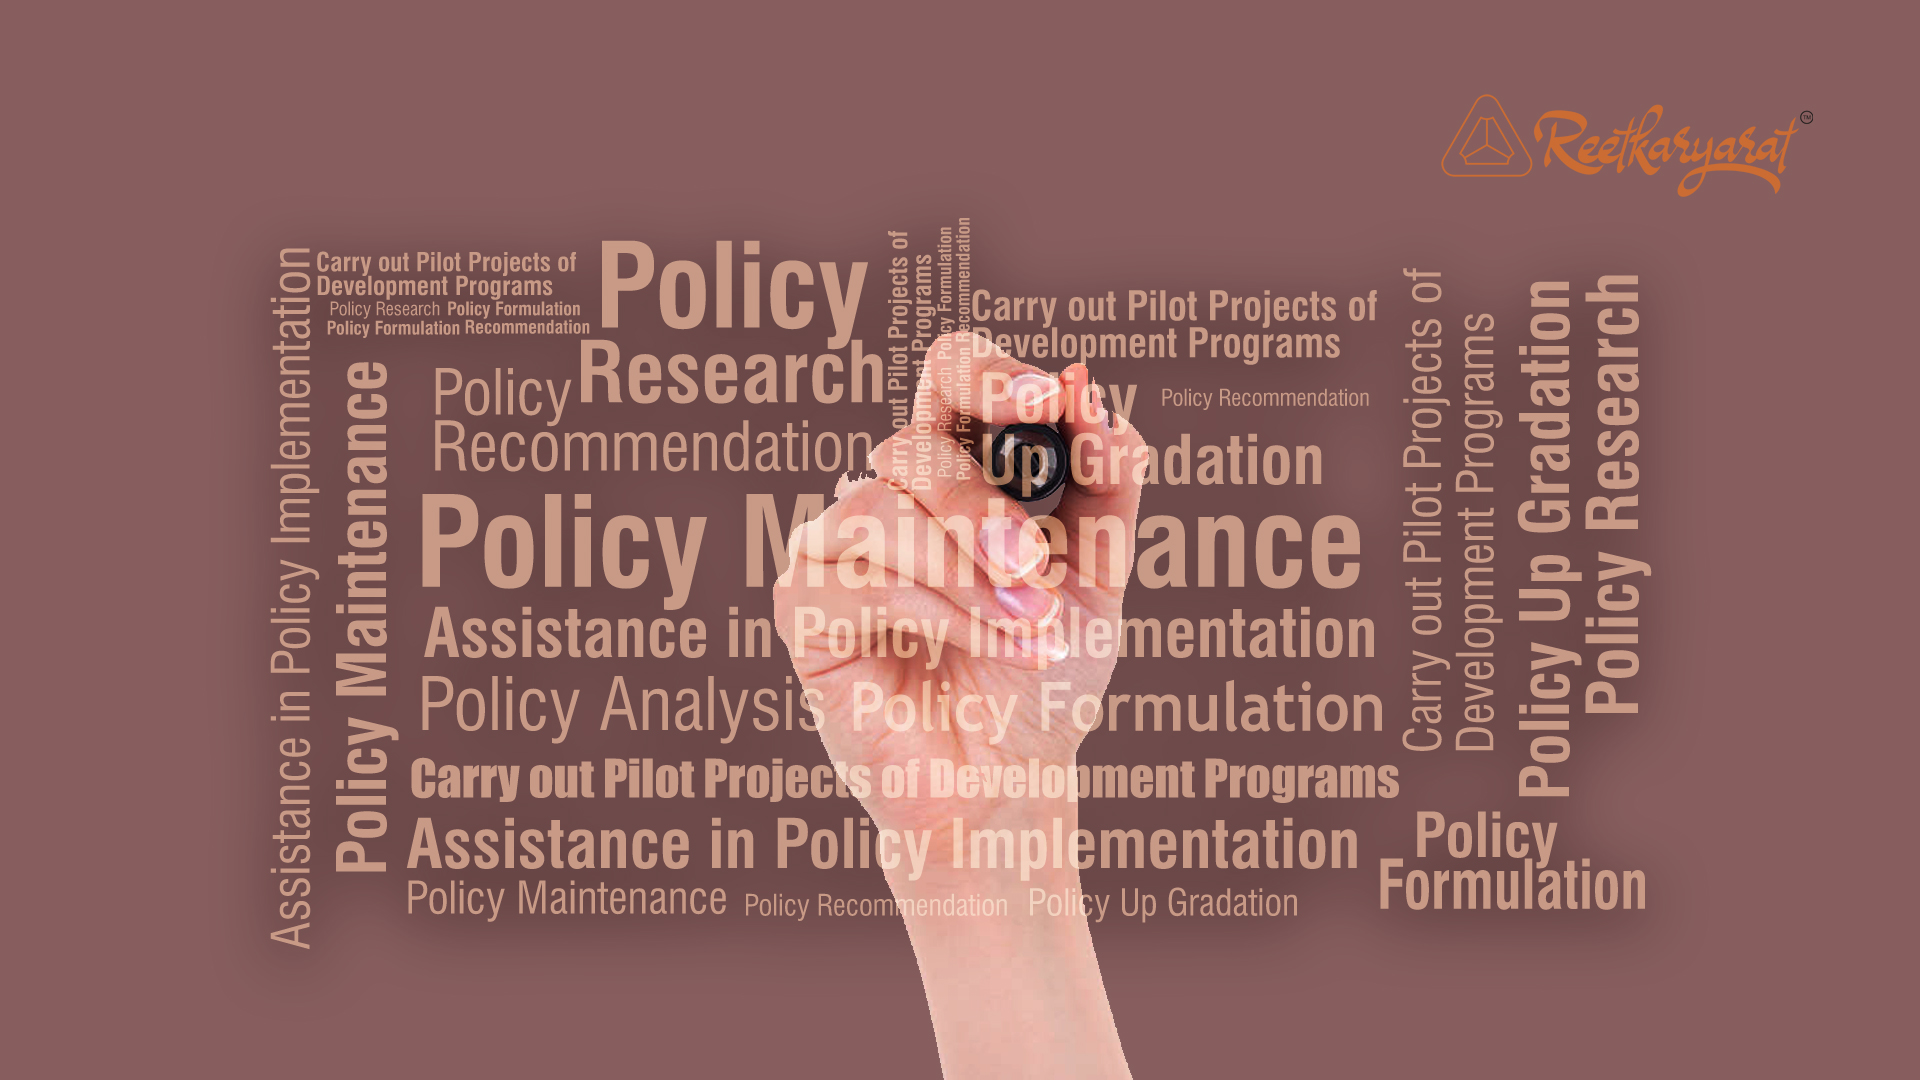 Reetkaryarat
TM
Assistance in Policy Implementation
Carry out Pilot Projects of
Development Programs
Policy Research Policy Formulation
Policy Formulation Recommendation
Policy Maintenance
Policy
Research
Policy
Recommendation
Carry out Pilot Projects of
Development Programs
Policy Research Policy Formulation
Policy Formulation Recommendation
Carry out Pilot Projects of
Development Programs
Policy
Up Gradation
Policy Recommendation
Policy Maintenance
Assistance in Policy Implementation
Policy Analysis Policy Formulation
Carry out Pilot Projects of Development Programs
Assistance in Policy Implementation
Policy Maintenance Policy Recommendation Policy Up Gradation
Carry out Pilot Projects of
Development Programs
Policy Up Gradation
Policy Research
Policy
Formulation